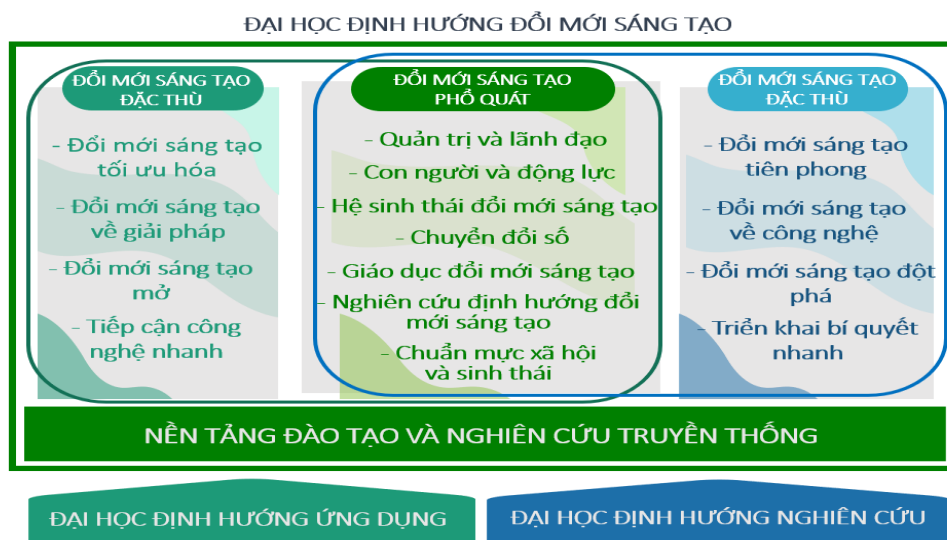 ĐẠI HỌC ĐỊNH HƯỚNG ĐỔI MỚI SÁNG TẠO
ĐỔI MỚI SÁNG TẠO
ĐẶC THÙ
- Đổi mới sáng tạo
tối ưu hóa
- Đổi mới sáng tạo
về giải pháp
- Đổi mới sáng tạo
mở
- Tiếp cận công
nghệ nhanh
ĐỔI MỚI SÁNG TẠO
PHỔ QUÁT
- Quản trị và lãnh đạo
- Con người và động lực
- Hệ sinh thái đổi mới sáng tạo
- Chuyển đổi số
- Giáo dục đổi mới sáng tạo
- Nghiên cứu định hướng đổi
mới sáng tạo
- Chuẩn mực xã hội
và sinh thái
ĐỔI MỚI SÁNG TẠO
ĐẶC THÙ
- Đổi mới sáng tạo
tiên phong
- Đổi mới sáng tạo
về công nghệ
- Đổi mới sáng tạo đột
phá
- Triển khai bí quyết
nhanh
NỀN TẢNG ĐÀO TẠO VÀ NGHIÊN CỨU TRUYỀN THỐNG
ĐẠI HỌC ĐỊNH HƯỚNG ỨNG DỤNG
ĐẠI HỌC ĐỊNH HƯỚNG NGHIÊN CỨU